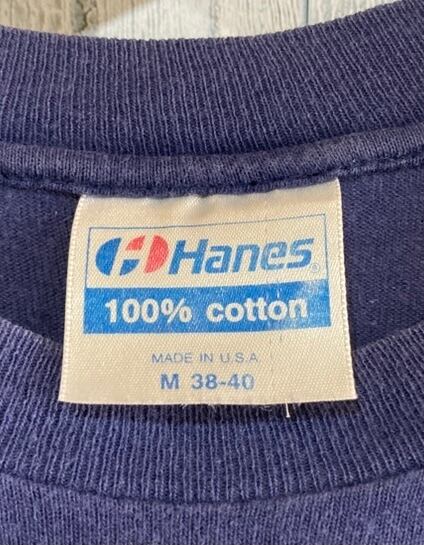 Hanes®
100% cotton
MADE IN U.S.A.
M 38-40